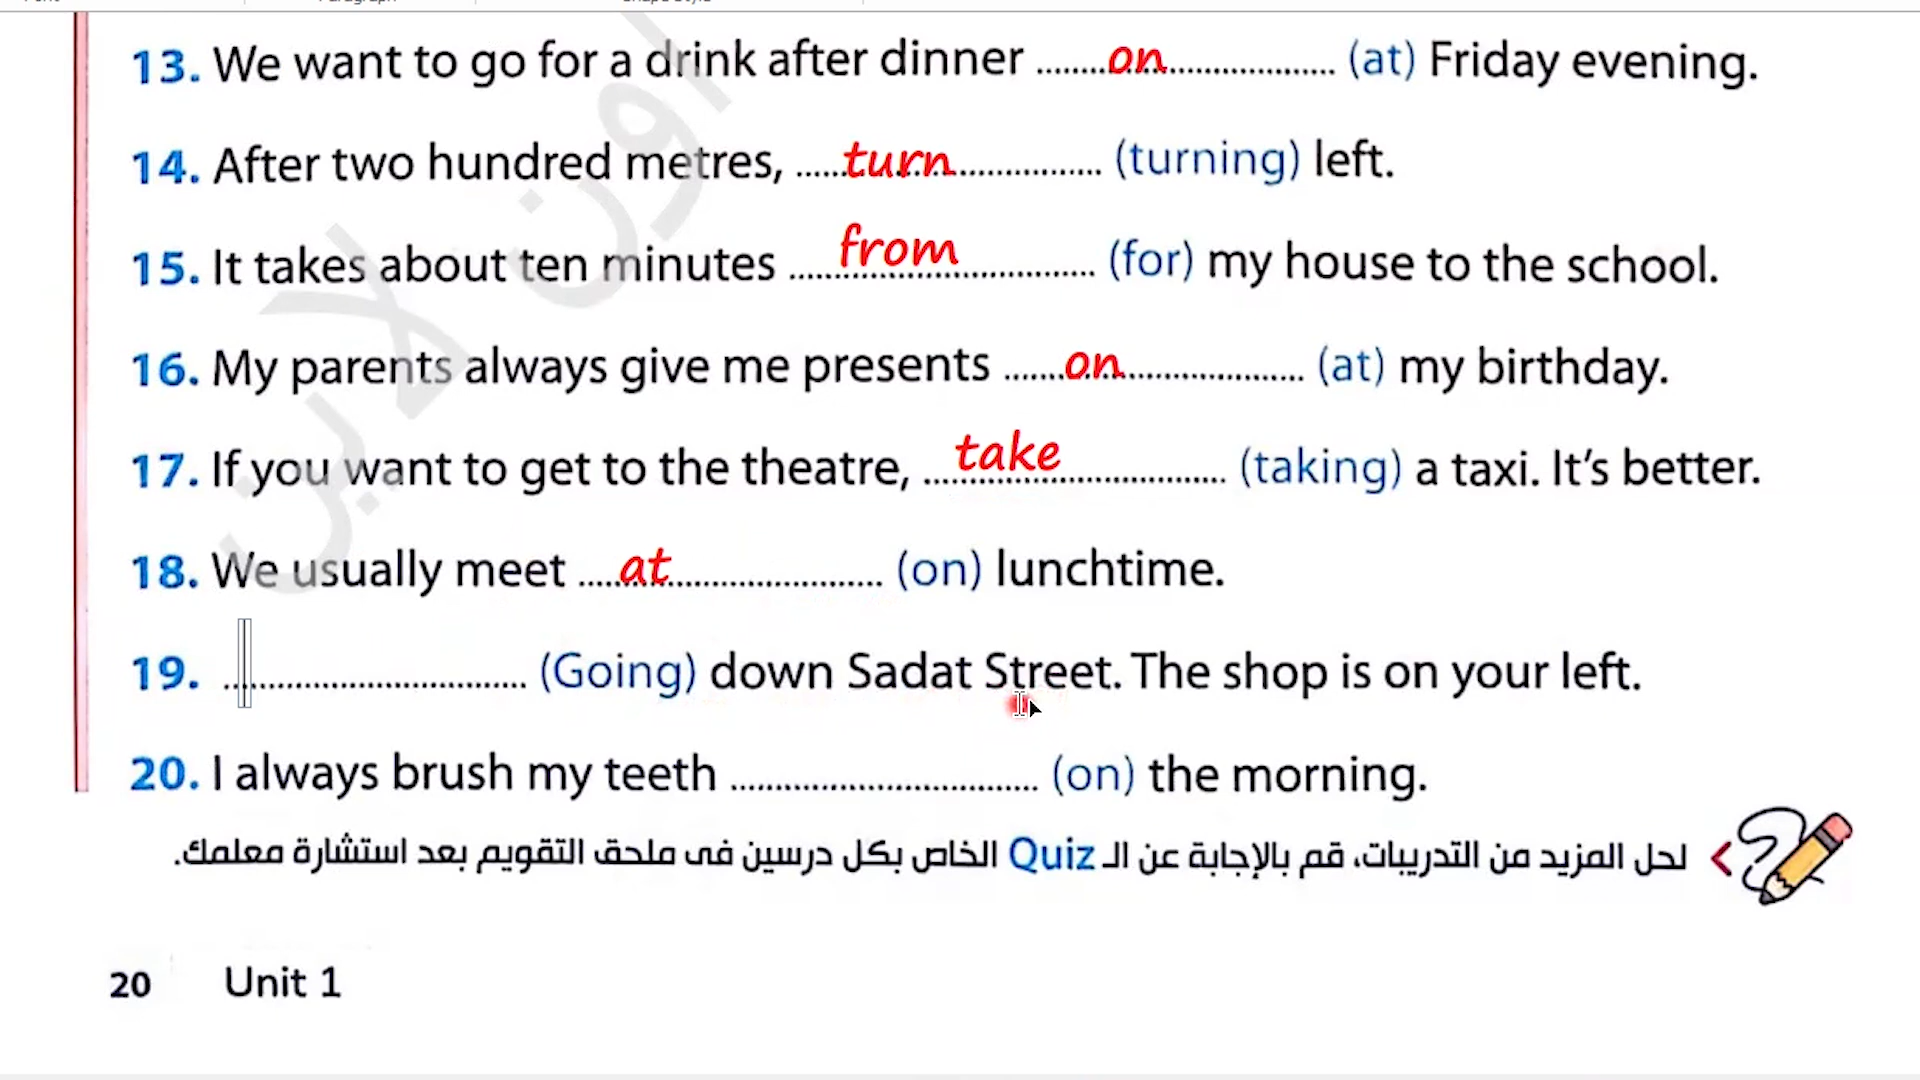 13. We want to go for a drink after dinner ........on............................ (at) Friday evening.
14. After two hundred metres, ......turn.................... (turning) left.
15. It takes about ten minutes ........from.................... (for) my house to the school.
16. My parents always give me presents .......on...................... (at) my birthday.
17. If you want to get to the theatre, ........take.................... (taking) a taxi. It's better.
18. We usually meet .....at........................... (on) lunchtime.
19. .................................... (Going) down Sadat Street. The shop is on your left.
20. I always brush my teeth .................................... (on) the morning.
لحل المزيد من التدريبات، قم بالإجابة عن الـ Quiz الخاص بكل درسين فى ملحق التقويم بعد استشارة معلمك.
20 Unit 1
اون لاين